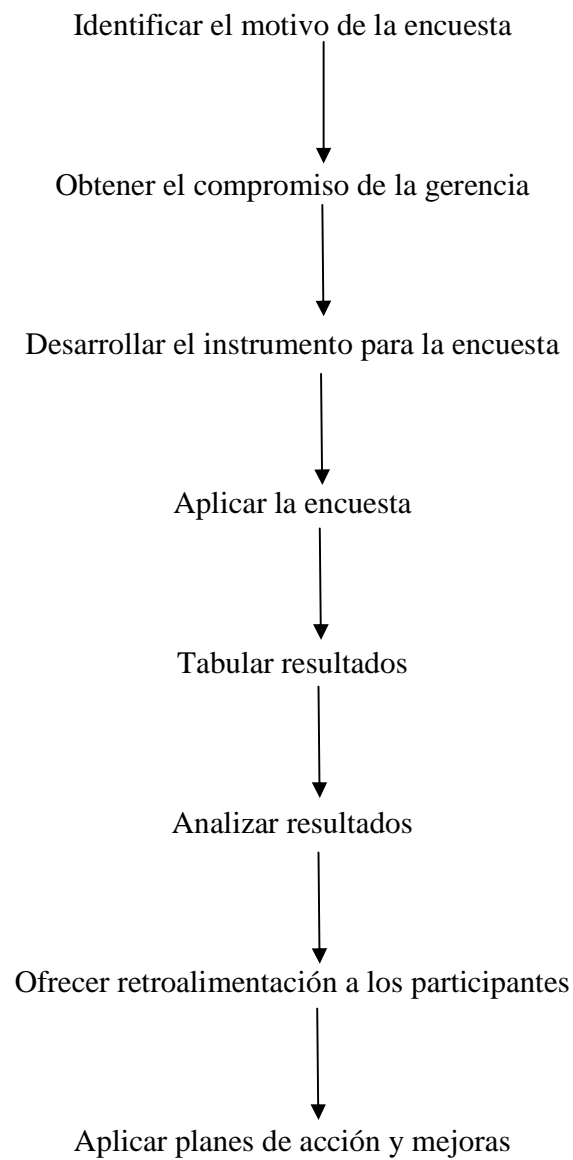 Identificar el motivo de la encuesta
Obtener el compromiso de la gerencia
Desarrollar el instrumento para la encuesta
Aplicar la encuesta
Tabular resultados
Analizar resultados
Ofrecer retroalimentación a los participantes
Aplicar planes de acción y mejoras